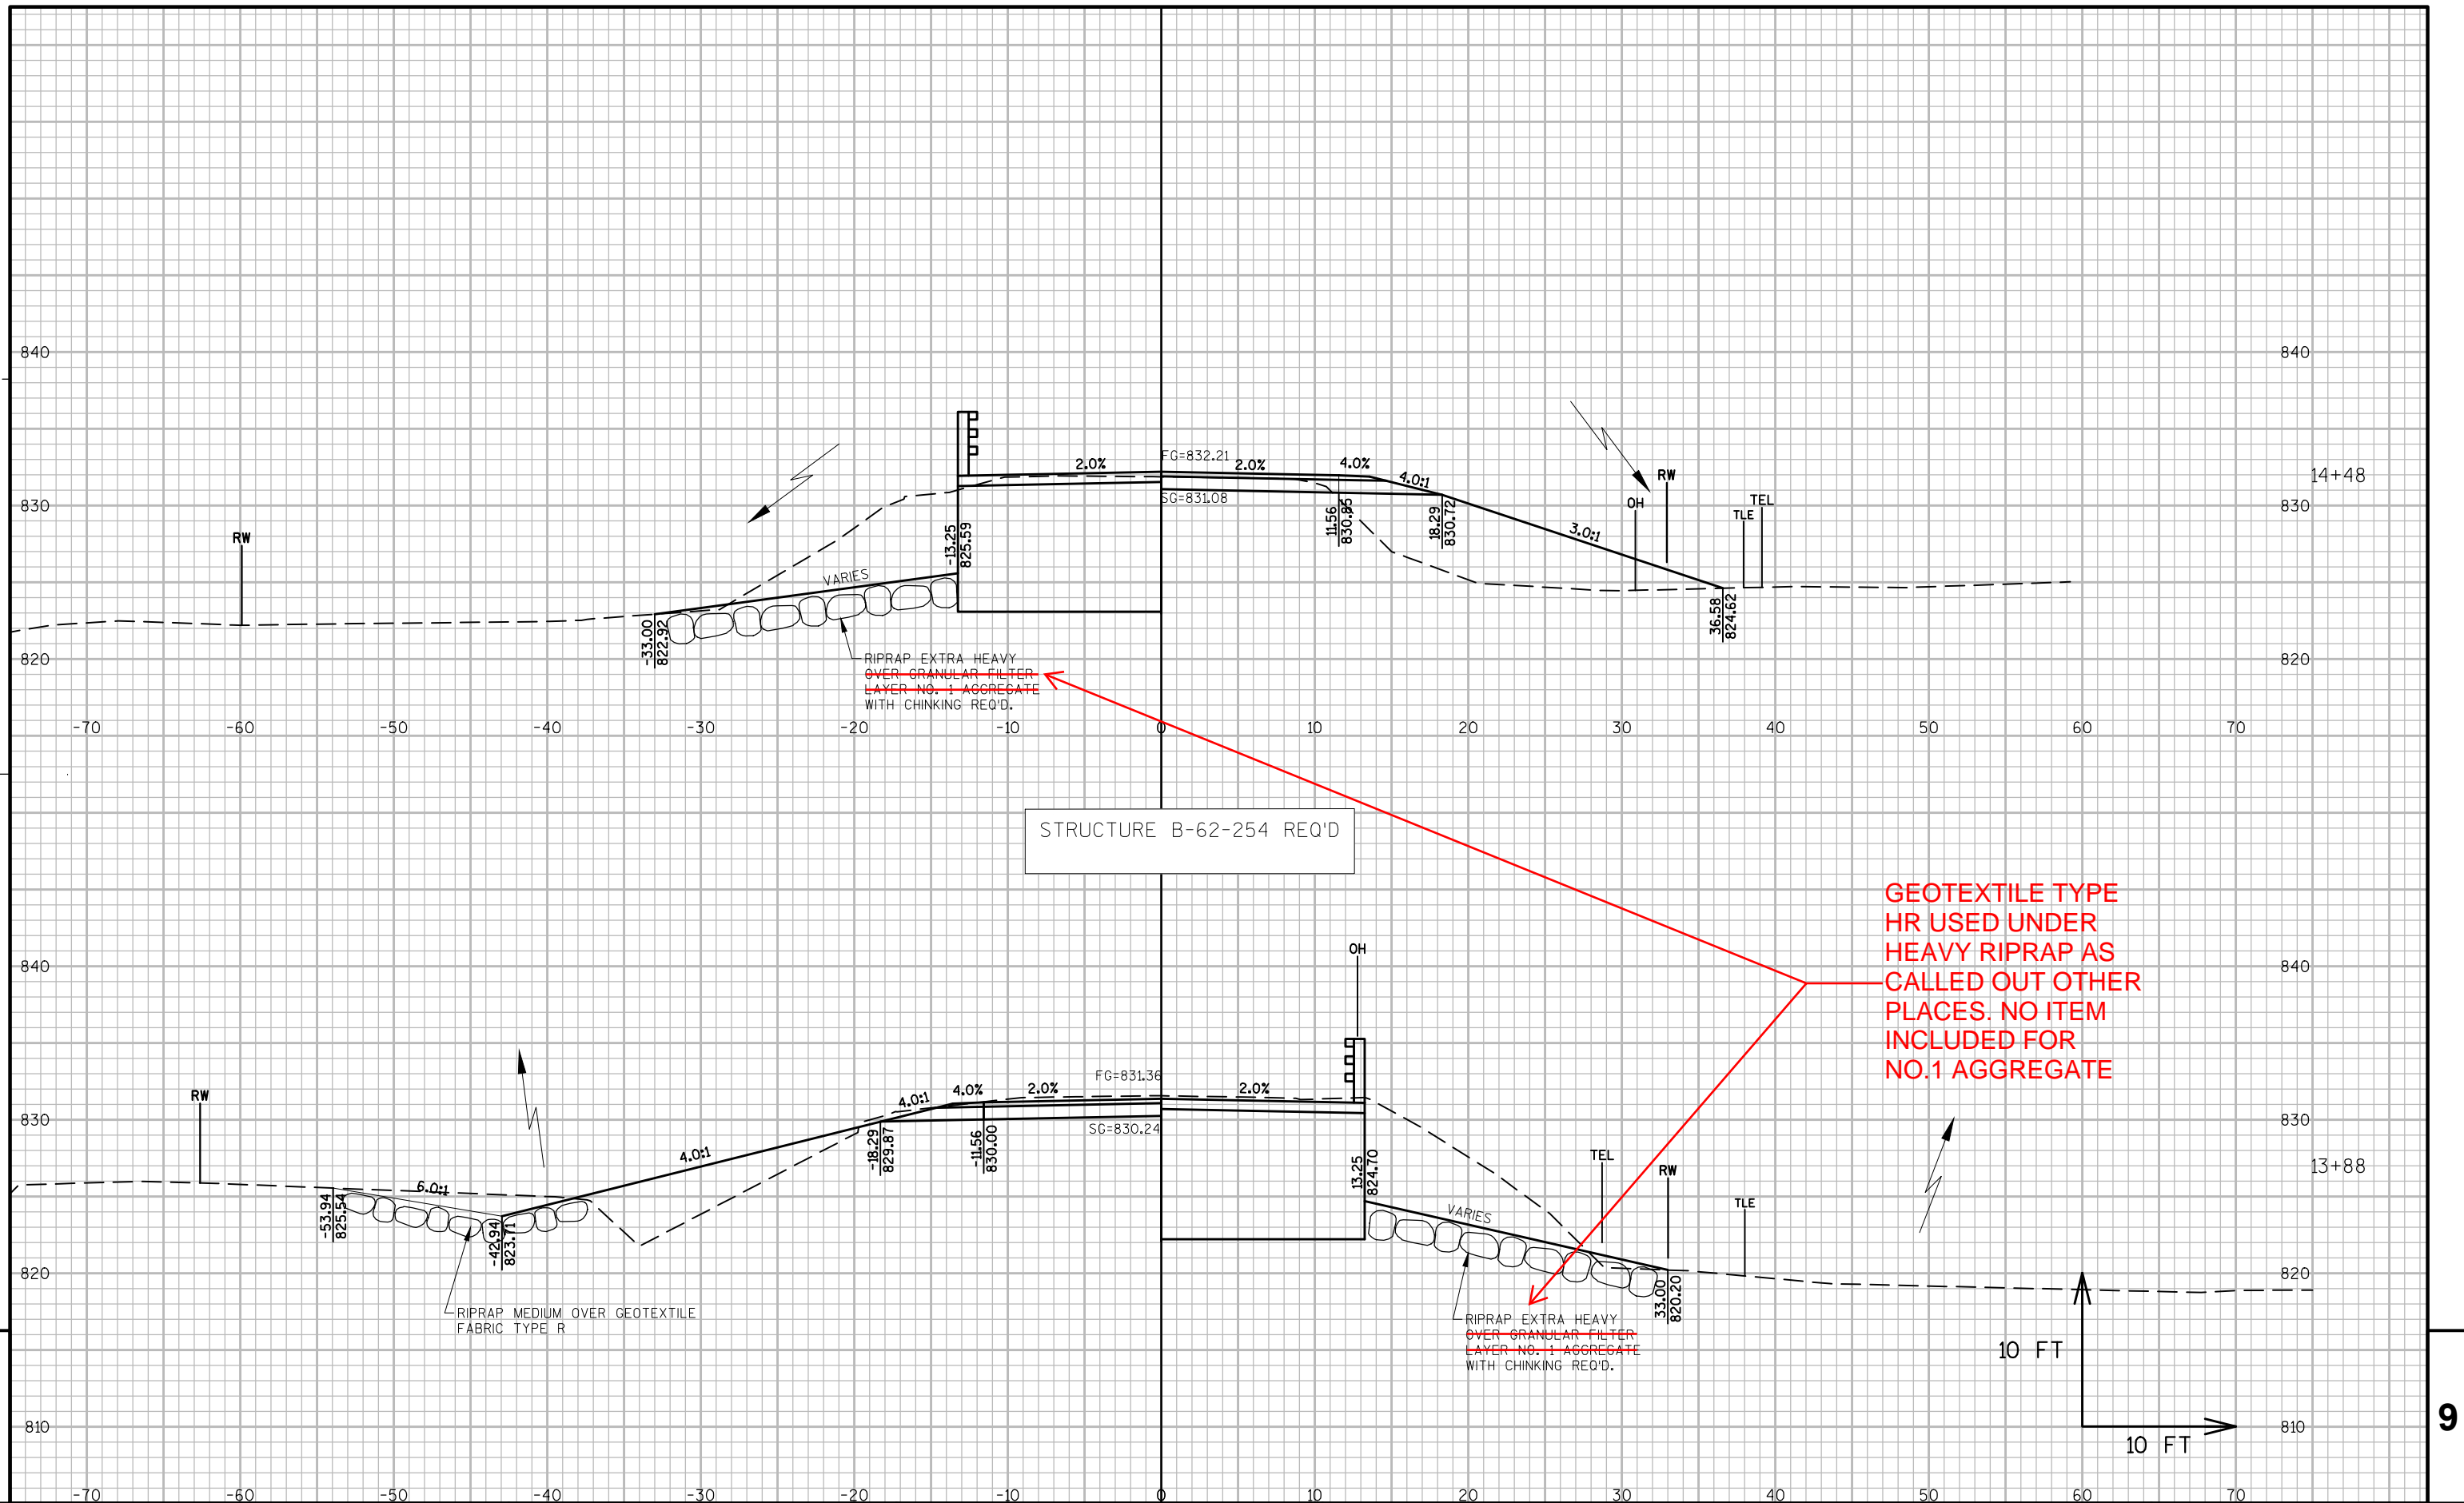 840
840
2.0%
FG=832.21
2.0%
4.0%
4.0:1
RW
14+48
830
SG=831.08
OH
TEL
830
TLE
RW
-13.25
825.59
11.56
830.85
18.29
830.72
3.0:1
VARIES
-33.00
822.92
36.58
824.62
820
RIPRAP EXTRA HEAVY
OVER GRANULAR FILTER
LAYER NO. 1 AGGREGATE
WITH CHINKING REQ'D.
820
-70 -60 -50 -40 -30 -20 -10 0 10 20 30 40 50 60 70
STRUCTURE B-62-254 REQ'D
GEOTEXTILE TYPE
HR USED UNDER
HEAVY RIPRAP AS
CALLED OUT OTHER
PLACES. NO ITEM
INCLUDED FOR
NO.1 AGGREGATE
OH
840
840
FG=831.36
RW
4.0:1
4.0%
2.0%
2.0%
830
SG=830.24
830
4.0:1
-18.29
829.87
-11.56
830.00
13.25
824.70
TEL
RW
TLE
13+88
6.0:1
-53.94
825.54
-42.94
823.71
VARIES
820
33.00
820.20
820
RIPRAP MEDIUM OVER GEOTEXTILE
FABRIC TYPE R
RIPRAP EXTRA HEAVY
OVER GRANULAR FILTER
LAYER NO. 1 AGGREGATE
WITH CHINKING REQ'D.
10 FT
810
810
9
10 FT
-70 -60 -50 -40 -30 -20 -10 0 10 20 30 40 50 60 70